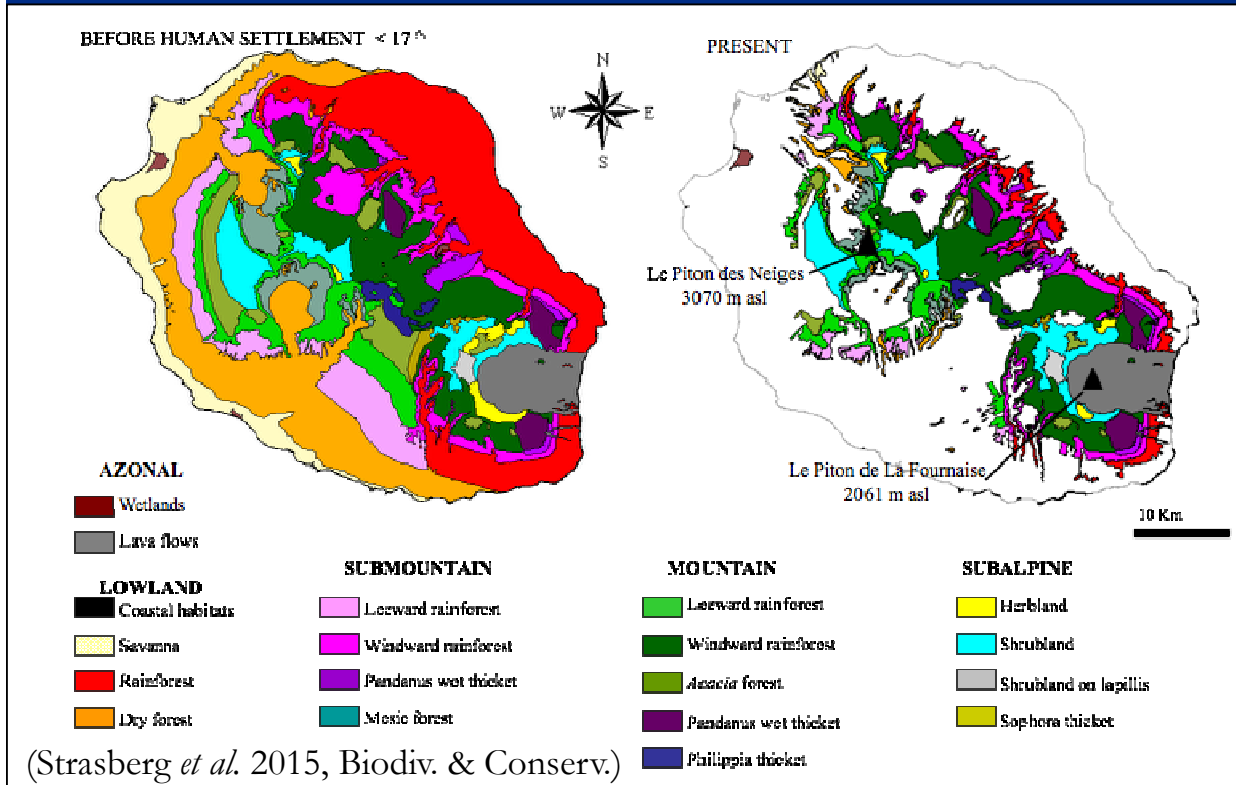 BEFORE HUMAN SETTLEMENT < 17 th
PRESENT
N
W E
S
Le Piton des Neiges
3070 m asl
Le Piton de La Fournaise
2061 m asl
10 Km
AZONAL
Wetlands
Lava flows
LOWLAND
Coastal habitats
Savanna
Rainforest
Dry forest
SUBMOUNTAIN
Leeward rainforest
Windward rainforest
Pandanus wet thicket
Mesic forest
MOUNTAIN
Leeward rainforest
Windward rainforest
Acacia forest
Pandanus wet thicket
Philippia thicket
SUBALPINE
Herbland
Shrubland
Shrubland on lapillis
Sophora thicket
(Strasberg et al. 2015, Biodiv. & Conserv.)